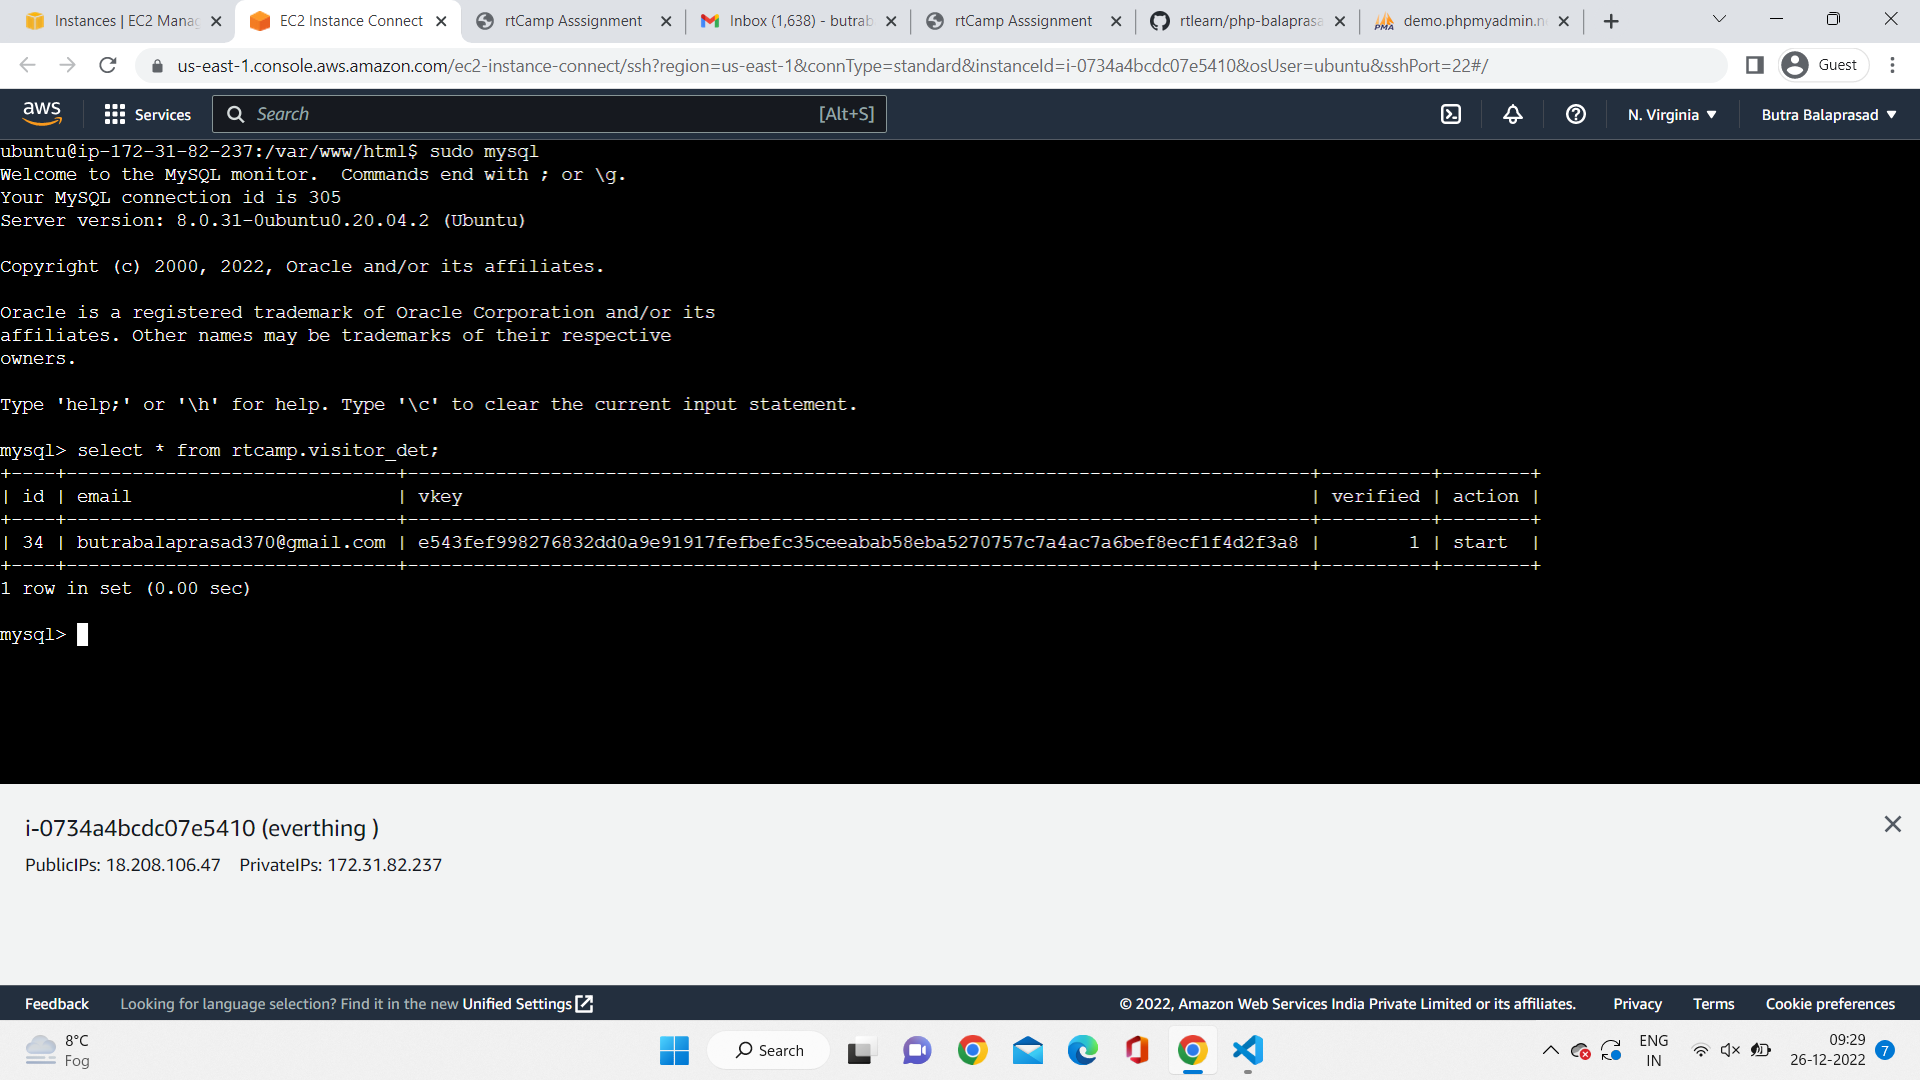 Instances | EC2 Manag
EC2 Instance Connect
rtCamp Asssignment
Inbox (1,638) - butrab
rtCamp Asssignment
rtlearn/php-balaprasa
demo.phpmyadmin.n
us-east-1.console.aws.amazon.com/ec2-instance-connect/ssh?region=us-east-1&connType=standard&instanceId=i-0734a4bcdc07e5410&osUser=ubuntu&sshPort=22#/
Guest
aws
Services
Search
[Alt+S]
N. Virginia
Butra Balaprasad
ubuntu@ip-172-31-82-237:/var/www/html$ sudo mysql
Welcome to the MySQL monitor.  Commands end with ; or \g.
Your MySQL connection id is 305
Server version: 8.0.31-0ubuntu0.20.04.2 (Ubuntu)
Copyright (c) 2000, 2022, Oracle and/or its affiliates.
Oracle is a registered trademark of Oracle Corporation and/or its
affiliates. Other names may be trademarks of their respective
owners.
Type 'help;' or '\h' for help. Type '\c' to clear the current input statement.
mysql> select * from rtcamp.visitor_det;
+----+------------------------------+----------------------------------------------------------------------------------+----------+--------+
| id | email                        | vkey                                                                             | verified | action |
+----+------------------------------+----------------------------------------------------------------------------------+----------+--------+
| 34 | butrabalaprasad370@gmail.com | e543fef998276832dd0a9e91917fefbefc35ceeabab58eba5270757c7a4ac7a6bef8ecf1f4d2f3a8 |        1 | start  |
+----+------------------------------+----------------------------------------------------------------------------------+----------+--------+
1 row in set (0.00 sec)
mysql>
i-0734a4bcdc07e5410 (everthing )
PublicIPs: 18.208.106.47    PrivateIPs: 172.31.82.237
Feedback
Looking for language selection? Find it in the new Unified Settings
© 2022, Amazon Web Services India Private Limited or its affiliates.
Privacy
Terms
Cookie preferences
8°C
Fog
Search
ENG
IN
09:29
26-12-2022
7